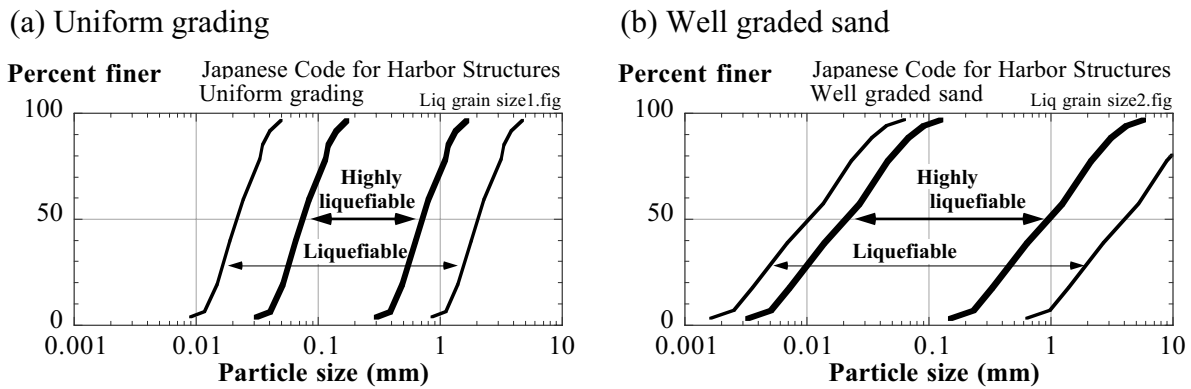 (a) Uniform grading
Percent finer
Japanese Code for Harbor Structures
Uniform grading
Liq grain size1.fig
100
50
0
Highly
liquefiable
Liquefiable
0.001
0.01
0.1
1
10
Particle size (mm)
(b) Well graded sand
Percent finer
Japanese Code for Harbor Structures
Well graded sand
Liq grain size2.fig
100
50
0
Highly
liquefiable
Liquefiable
0.001
0.01
0.1
1
10
Particle size (mm)